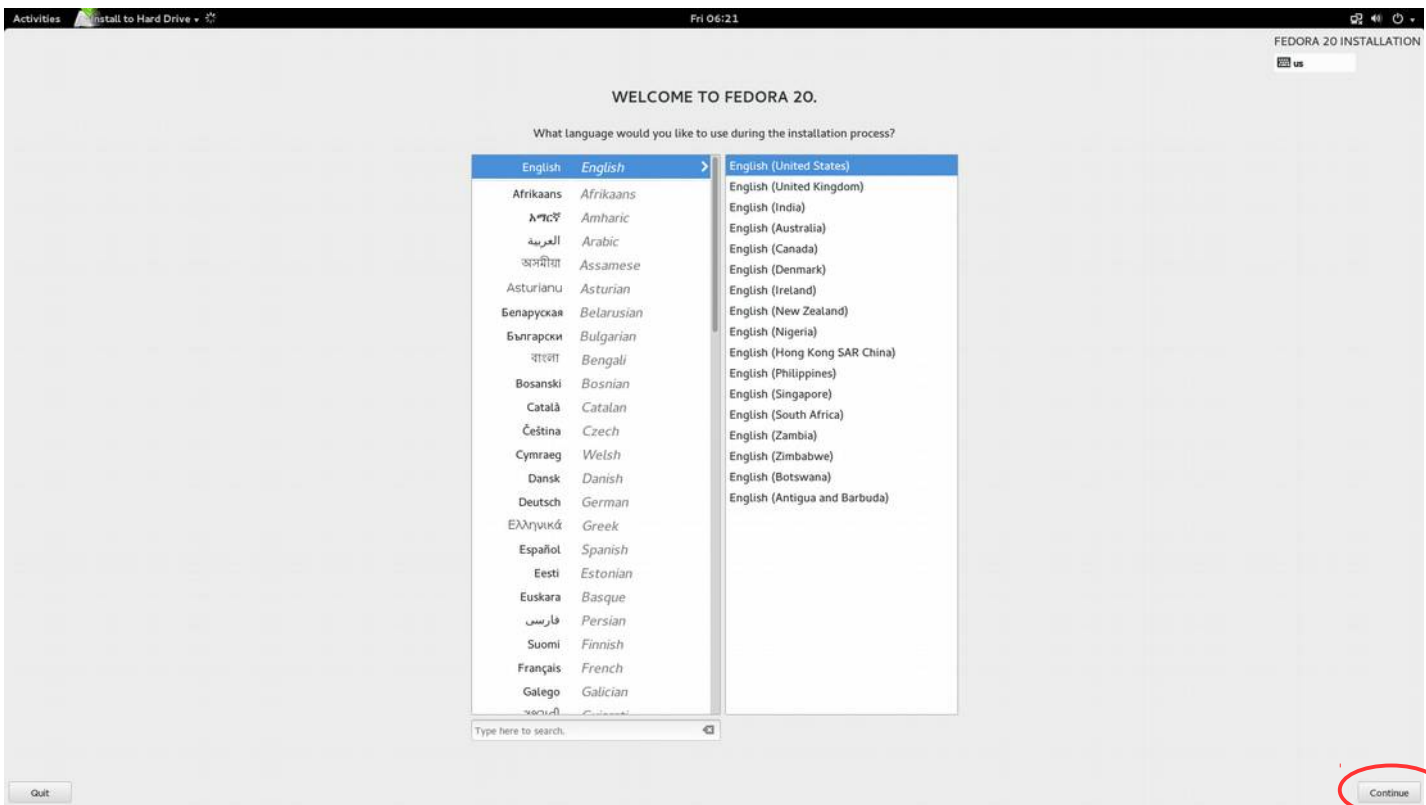 Activities Install to Hard Drive Fri 06:21
FEDORA 20 INSTALLATION
us
WELCOME TO FEDORA 20.
What language would you like to use during the installation process?
English English
Afrikaans Afrikaans
አማርኛ Amharic
العربية Arabic
অসমীয়া Assamese
Asturianu Asturian
Беларуская Belarusian
Български Bulgarian
বাংলা Bengali
Bosanski Bosnian
Català Catalan
Čeština Czech
Cymraeg Welsh
Dansk Danish
Deutsch German
Ελληνικά Greek
Español Spanish
Eesti Estonian
Euskara Basque
فارسی Persian
Suomi Finnish
Français French
Galego Galician
English (United States)
English (United Kingdom)
English (India)
English (Australia)
English (Canada)
English (Denmark)
English (Ireland)
English (New Zealand)
English (Nigeria)
English (Hong Kong SAR China)
English (Philippines)
English (Singapore)
English (South Africa)
English (Zambia)
English (Zimbabwe)
English (Botswana)
English (Antigua and Barbuda)
Type here to search.
Quit Continue